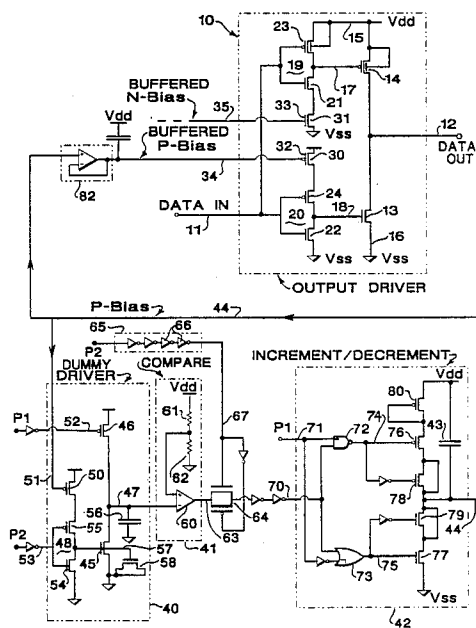 10
23
15
Vdd
19
17
14
21
BUFFERED
N-Bias
35
33
31
Vss
12
DATA
OUT
Vdd
BUFFERED
P-Bias
32
30
34
82
24
DATA IN
11
20
18
13
22
16
Vss
Vss
OUTPUT DRIVER
P-Bias
44
65
66
P2
DUMMY
DRIVER
COMPARE
INCREMENT/DECREMENT
Vdd
Vdd
80
P1
52
46
67
P1
71
72
74
43
61
76
51
50
62
47
70
78
44
56
60
63
64
79
55
57
41
P2
53
48
58
73
75
77
45
54
40
Vss
42